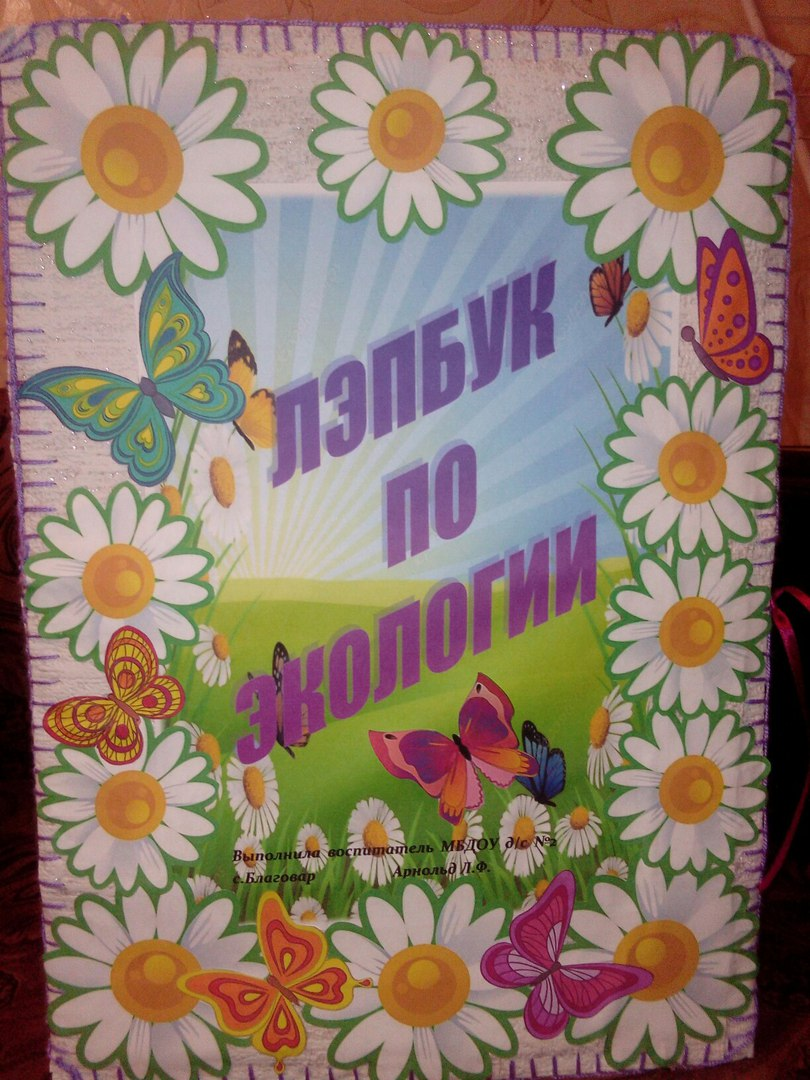 ЛЭПБУК
ПО
ЭКОЛОГИИ
Выполнила воспитатель МБДОУ д/с №2
с.Благовар Арнольд Л.Ф.